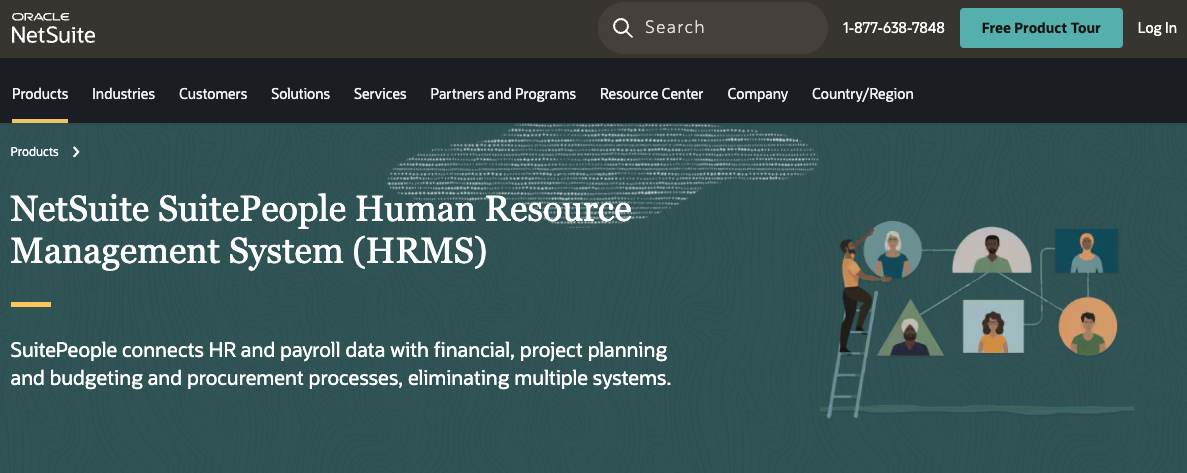 ORACLE
NetSuite
Search
1-877-638-7848
Free Product Tour
Log In
Products
Industries
Customers
Solutions
Services
Partners and Programs
Resource Center
Company
Country/Region
Products
NetSuite SuitePeople Human Resource
Management System (HRMS)
SuitePeople connects HR and payroll data with financial, project planning
and budgeting and procurement processes, eliminating multiple systems.